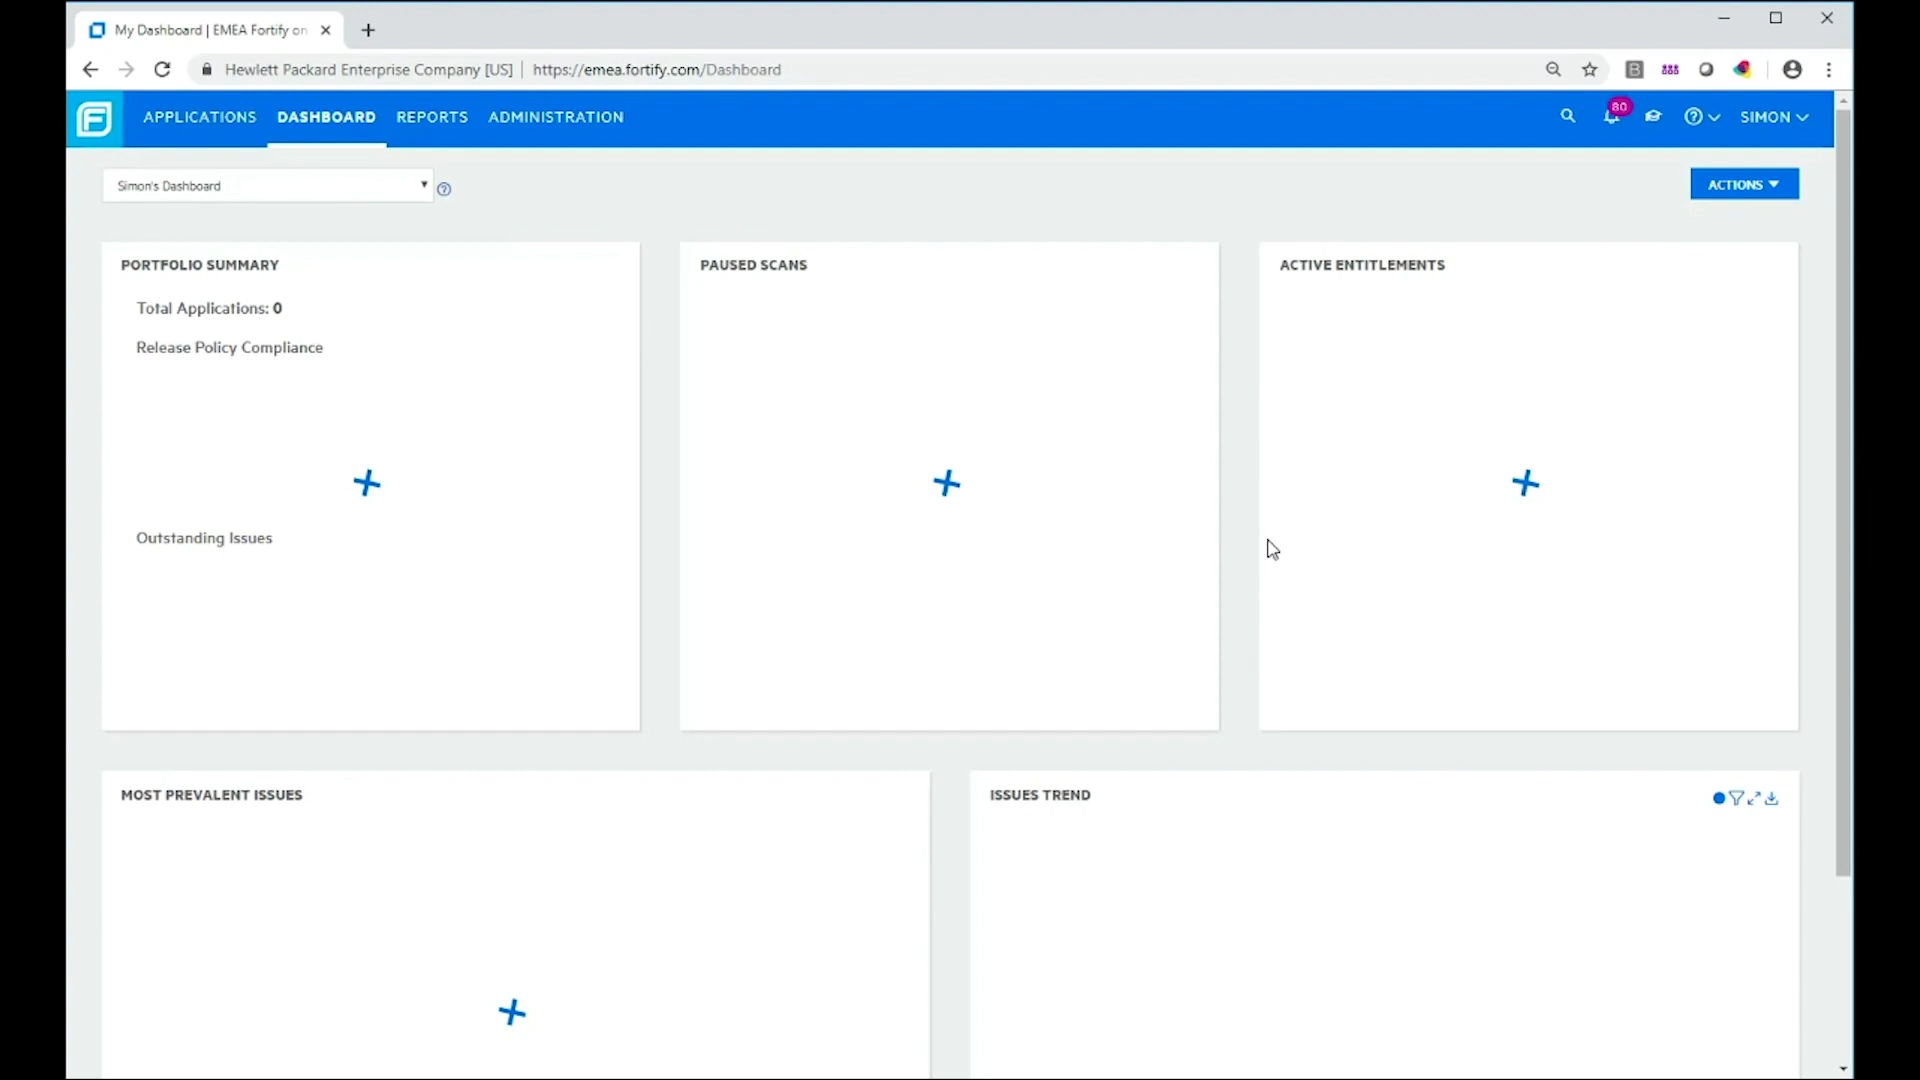 My Dashboard | EMEA Fortify on
Hewlett Packard Enterprise Company [US] | https://emea.fortify.com/Dashboard
APPLICATIONS DASHBOARD REPORTS ADMINISTRATION 80 SIMON
Simon's Dashboard
ACTIONS
PORTFOLIO SUMMARY
Total Applications: 0
Release Policy Compliance
Outstanding Issues
PAUSED SCANS
ACTIVE ENTITLEMENTS
MOST PREVALENT ISSUES
ISSUES TREND